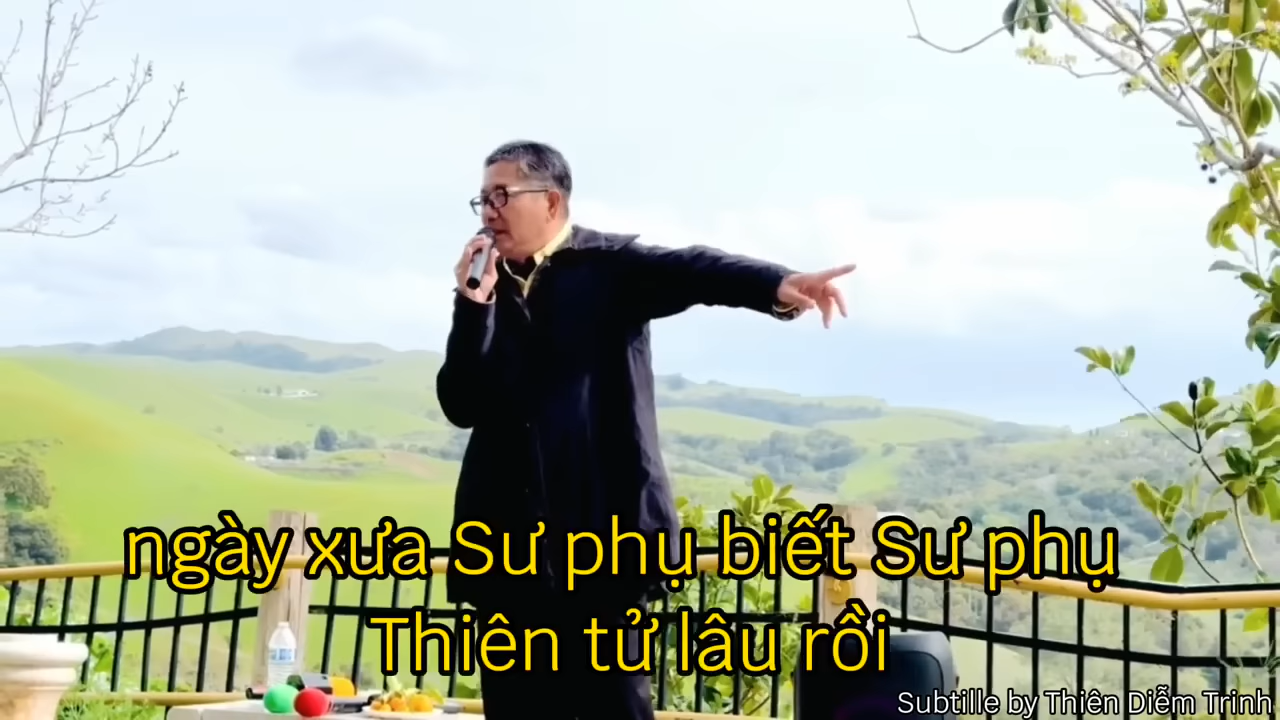 ngày xưa Sư phụ biết Sư phụ
Thiên tử lâu rồi
Subtille by Thiên Diễm Trinh